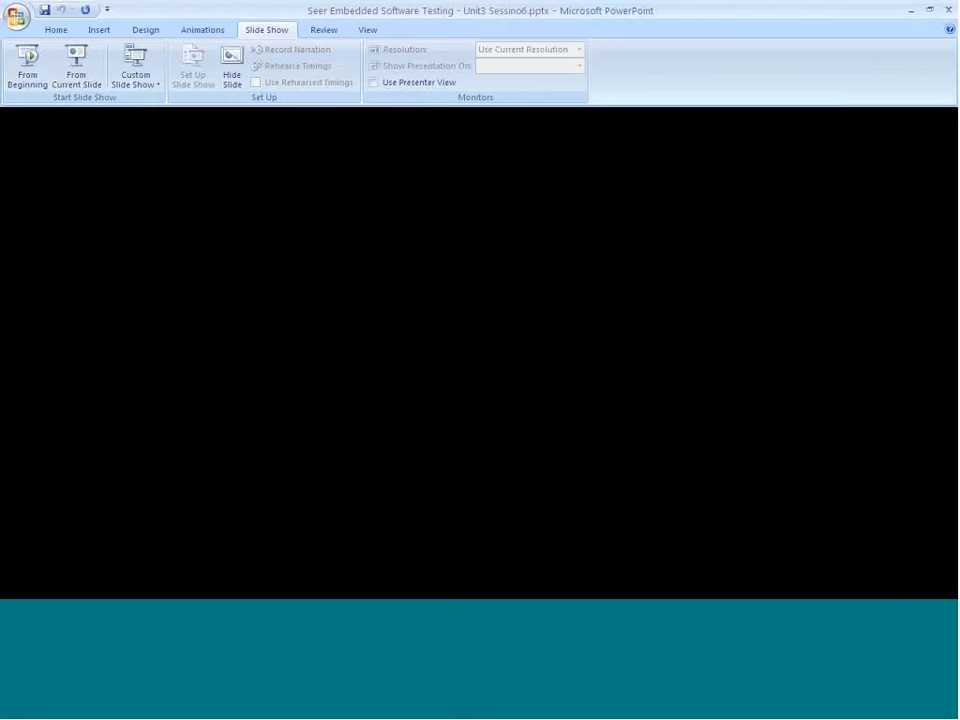 Seer Embedded Software Testing - Unit3 Sessino6.pptx - Microsoft PowerPoint
Home Insert Design Animations Slide Show Review View
From Beginning
From Current Slide
Custom Slide Show
Start Slide Show
Set Up Slide Show
Hide Slide
Record Narration
Rehearse Timings
Use Rehearsed Timings
Set Up
Resolution: Use Current Resolution
Show Presentation On:
Use Presenter View
Monitors